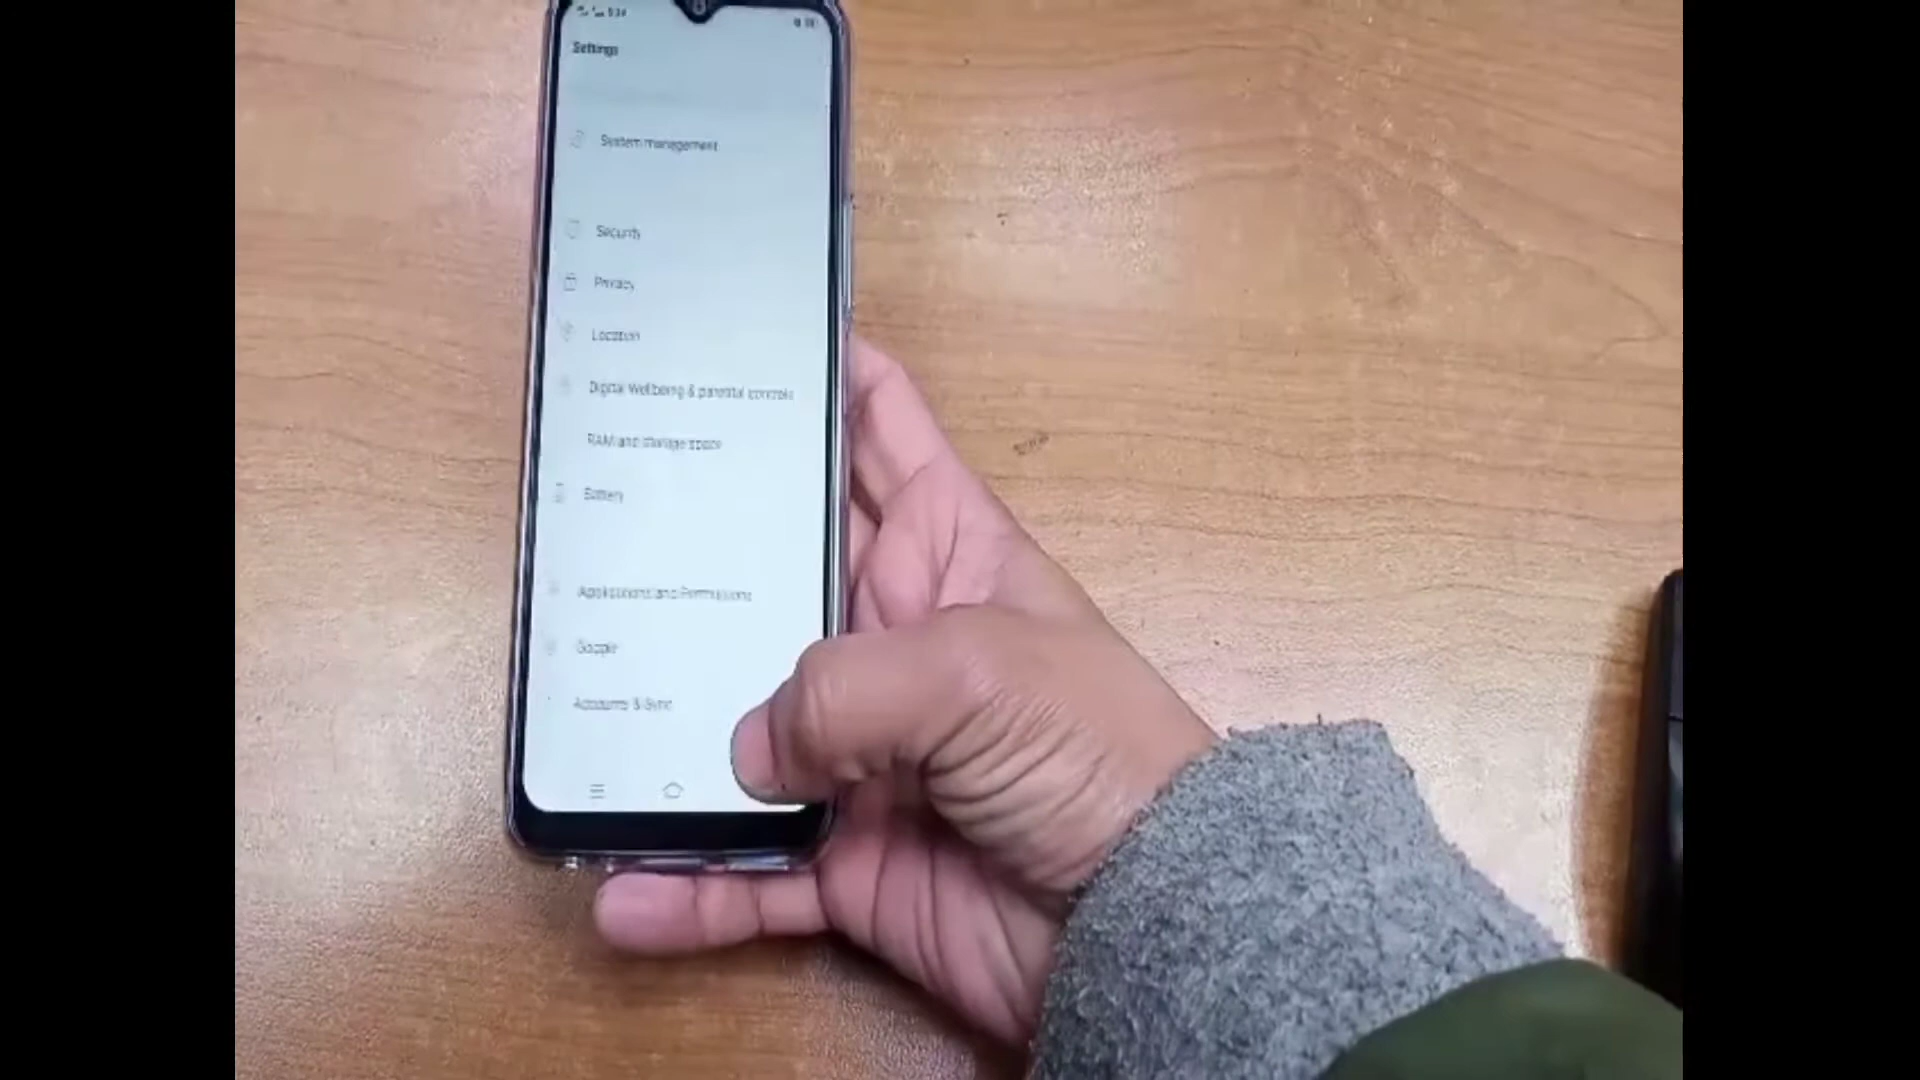 Settings
System management
Security
Privacy
Location
Digital Wellbeing & parental controls
RAM and storage space
Battery
Applications and Permissions
Google
Accounts & Sync